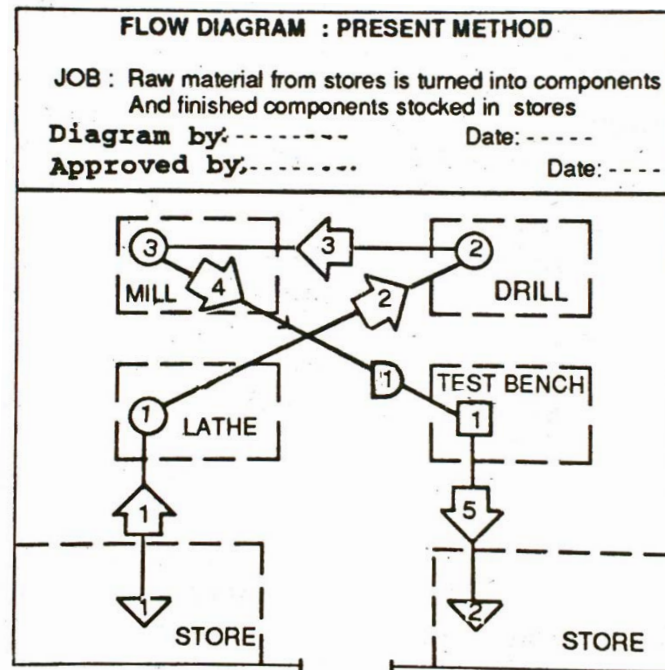 FLOW DIAGRAM : PRESENT METHOD
JOB : Raw material from stores is turned into components
And finished components stocked in stores
Diagram by:--------- Date: -----
Approved by:--------- Date: ----
3 3 2
MILL 4 2 DRILL
1 TEST BENCH
1 LATHE 1
1 5
1 2
STORE STORE